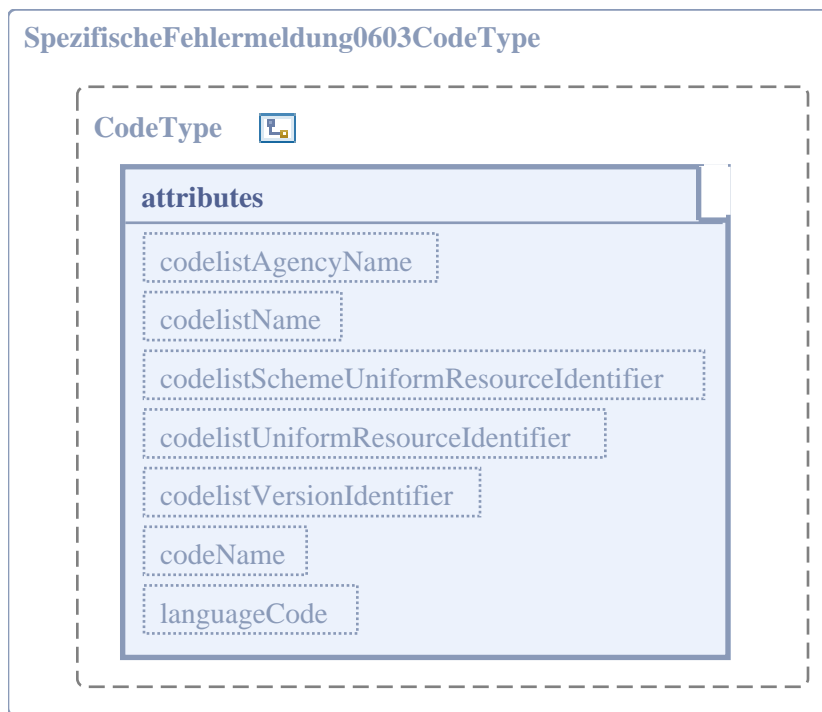 SpezifischeFehlermeldung0603CodeType
CodeType
attributes
codelistAgencyName
codelistName
codelistSchemeUniformResourceIdentifier
codelistUniformResourceIdentifier
codelistVersionIdentifier
codeName
languageCode